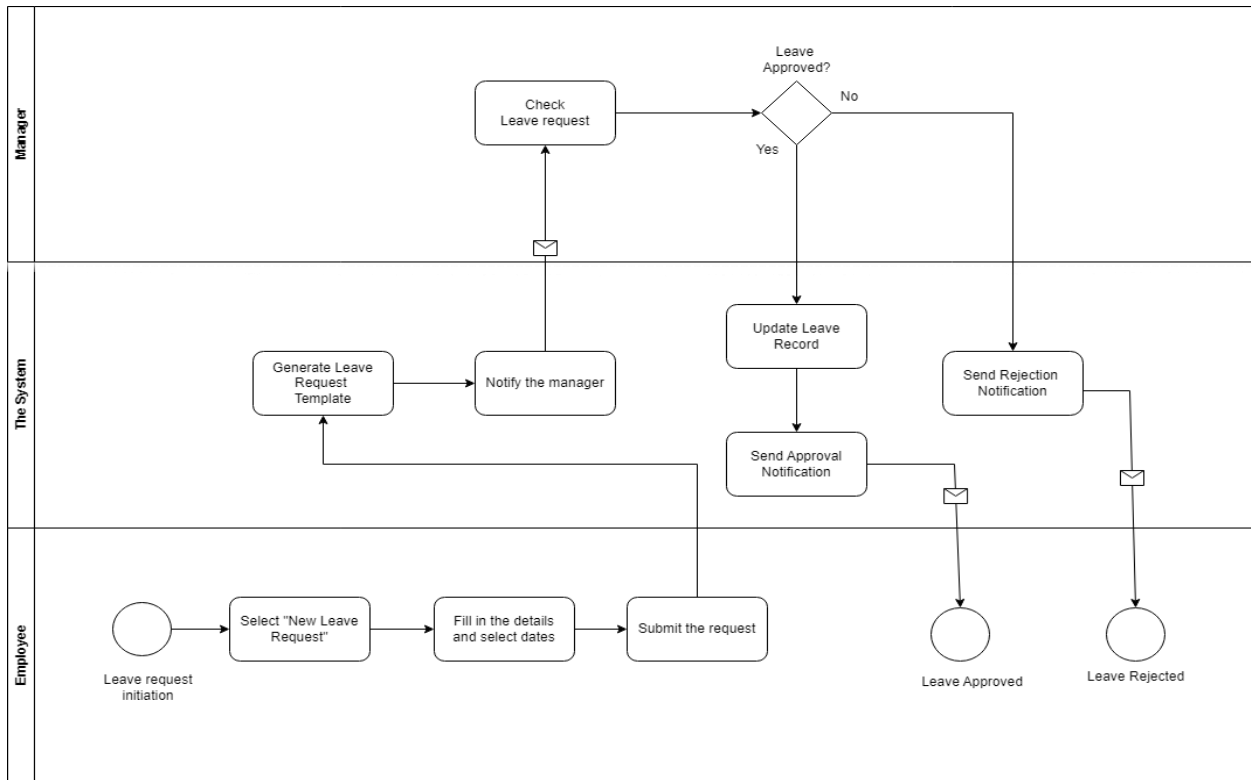 Manager
Leave
Approved?
Check
Leave request
No
Yes
The System
Update Leave
Record
Generate Leave
Request
Template
Notify the manager
Send Rejection
Notification
Send Approval
Notification
Employee
Select "New Leave
Request"
Fill in the details
and select dates
Submit the request
Leave request
initiation
Leave Approved
Leave Rejected